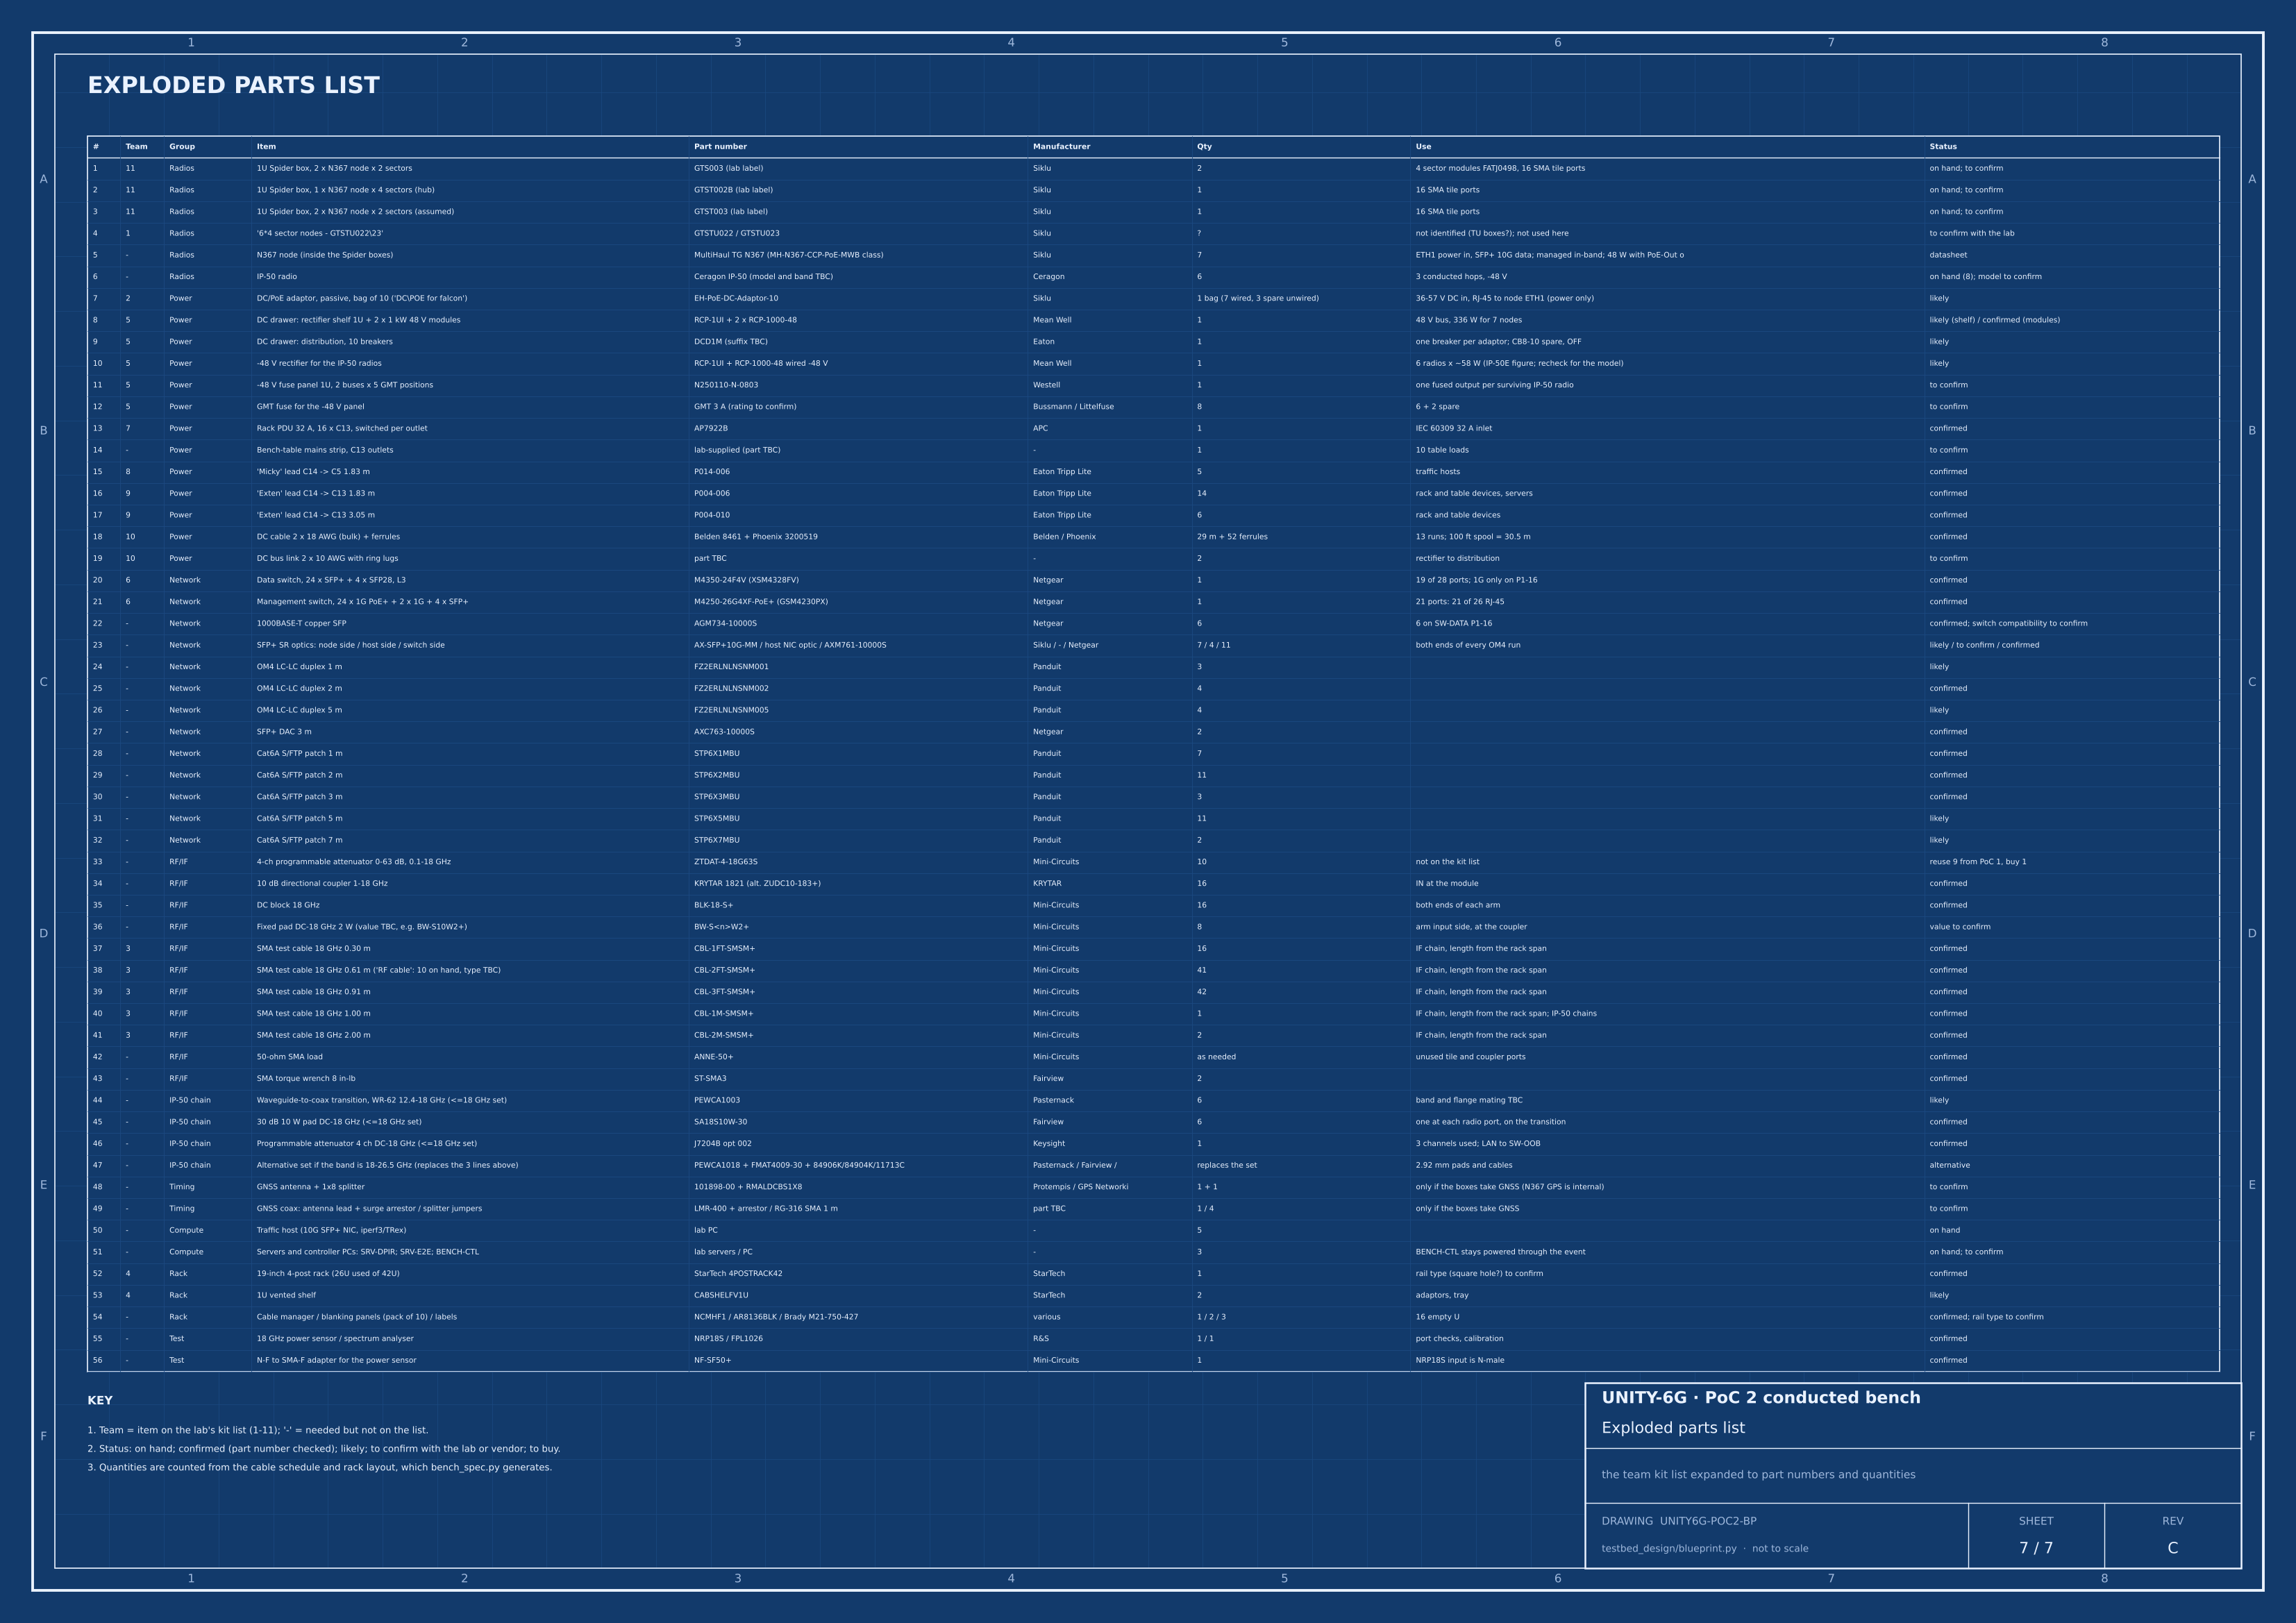 1 2 3 4 5 6 7 8
EXPLODED PARTS LIST
# Team Group Item Part number Manufacturer Qty Use Status
1 11 Radios 1U Spider box, 2 x N367 node x 2 sectors GTS003 (lab label) Siklu 2 4 sector modules FATJ0498, 16 SMA tile ports on hand; to confirm
A A
2 11 Radios 1U Spider box, 1 x N367 node x 4 sectors (hub) GTST002B (lab label) Siklu 1 16 SMA tile ports on hand; to confirm
3 11 Radios 1U Spider box, 2 x N367 node x 2 sectors (assumed) GTST003 (lab label) Siklu 1 16 SMA tile ports on hand; to confirm
4 1 Radios '6*4 sector nodes - GTSTU022\23' GTSTU022 / GTSTU023 Siklu ? not identified (TU boxes?); not used here to confirm with the lab
5 - Radios N367 node (inside the Spider boxes) MultiHaul TG N367 (MH-N367-CCP-PoE-MWB class) Siklu 7 ETH1 power in, SFP+ 10G data; managed in-band; 48 W with PoE-Out o datasheet
6 - Radios IP-50 radio Ceragon IP-50 (model and band TBC) Ceragon 6 3 conducted hops, -48 V on hand (8); model to confirm
7 2 Power DC/PoE adaptor, passive, bag of 10 ('DC\POE for falcon') EH-PoE-DC-Adaptor-10 Siklu 1 bag (7 wired, 3 spare unwired) 36-57 V DC in, RJ-45 to node ETH1 (power only) likely
8 5 Power DC drawer: rectifier shelf 1U + 2 x 1 kW 48 V modules RCP-1UI + 2 x RCP-1000-48 Mean Well 1 48 V bus, 336 W for 7 nodes likely (shelf) / confirmed (modules)
9 5 Power DC drawer: distribution, 10 breakers DCD1M (suffix TBC) Eaton 1 one breaker per adaptor; CB8-10 spare, OFF likely
10 5 Power -48 V rectifier for the IP-50 radios RCP-1UI + RCP-1000-48 wired -48 V Mean Well 1 6 radios x ~58 W (IP-50E figure; recheck for the model) likely
11 5 Power -48 V fuse panel 1U, 2 buses x 5 GMT positions N250110-N-0803 Westell 1 one fused output per surviving IP-50 radio to confirm
12 5 Power GMT fuse for the -48 V panel GMT 3 A (rating to confirm) Bussmann / Littelfuse 8 6 + 2 spare to confirm
13 7 Power Rack PDU 32 A, 16 x C13, switched per outlet AP7922B APC 1 IEC 60309 32 A inlet confirmed
B B
14 - Power Bench-table mains strip, C13 outlets lab-supplied (part TBC) - 1 10 table loads to confirm
15 8 Power 'Micky' lead C14 -> C5 1.83 m P014-006 Eaton Tripp Lite 5 traffic hosts confirmed
16 9 Power 'Exten' lead C14 -> C13 1.83 m P004-006 Eaton Tripp Lite 14 rack and table devices, servers confirmed
17 9 Power 'Exten' lead C14 -> C13 3.05 m P004-010 Eaton Tripp Lite 6 rack and table devices confirmed
18 10 Power DC cable 2 x 18 AWG (bulk) + ferrules Belden 8461 + Phoenix 3200519 Belden / Phoenix 29 m + 52 ferrules 13 runs; 100 ft spool = 30.5 m confirmed
19 10 Power DC bus link 2 x 10 AWG with ring lugs part TBC - 2 rectifier to distribution to confirm
20 6 Network Data switch, 24 x SFP+ + 4 x SFP28, L3 M4350-24F4V (XSM4328FV) Netgear 1 19 of 28 ports; 1G only on P1-16 confirmed
21 6 Network Management switch, 24 x 1G PoE+ + 2 x 1G + 4 x SFP+ M4250-26G4XF-PoE+ (GSM4230PX) Netgear 1 21 ports: 21 of 26 RJ-45 confirmed
22 - Network 1000BASE-T copper SFP AGM734-10000S Netgear 6 6 on SW-DATA P1-16 confirmed; switch compatibility to confirm
23 - Network SFP+ SR optics: node side / host side / switch side AX-SFP+10G-MM / host NIC optic / AXM761-10000S Siklu / - / Netgear 7 / 4 / 11 both ends of every OM4 run likely / to confirm / confirmed
24 - Network OM4 LC-LC duplex 1 m FZ2ERLNLNSNM001 Panduit 3 likely
C C
25 - Network OM4 LC-LC duplex 2 m FZ2ERLNLNSNM002 Panduit 4 confirmed
26 - Network OM4 LC-LC duplex 5 m FZ2ERLNLNSNM005 Panduit 4 likely
27 - Network SFP+ DAC 3 m AXC763-10000S Netgear 2 confirmed
28 - Network Cat6A S/FTP patch 1 m STP6X1MBU Panduit 7 confirmed
29 - Network Cat6A S/FTP patch 2 m STP6X2MBU Panduit 11 confirmed
30 - Network Cat6A S/FTP patch 3 m STP6X3MBU Panduit 3 confirmed
31 - Network Cat6A S/FTP patch 5 m STP6X5MBU Panduit 11 likely
32 - Network Cat6A S/FTP patch 7 m STP6X7MBU Panduit 2 likely
33 - RF/IF 4-ch programmable attenuator 0-63 dB, 0.1-18 GHz ZTDAT-4-18G63S Mini-Circuits 10 not on the kit list reuse 9 from PoC 1, buy 1
34 - RF/IF 10 dB directional coupler 1-18 GHz KRYTAR 1821 (alt. ZUDC10-183+) KRYTAR 16 IN at the module confirmed
35 - RF/IF DC block 18 GHz BLK-18-S+ Mini-Circuits 16 both ends of each arm confirmed
36 - RF/IF Fixed pad DC-18 GHz 2 W (value TBC, e.g. BW-S10W2+) BW-S<n>W2+ Mini-Circuits 8 arm input side, at the coupler value to confirm
D D
37 3 RF/IF SMA test cable 18 GHz 0.30 m CBL-1FT-SMSM+ Mini-Circuits 16 IF chain, length from the rack span confirmed
38 3 RF/IF SMA test cable 18 GHz 0.61 m ('RF cable': 10 on hand, type TBC) CBL-2FT-SMSM+ Mini-Circuits 41 IF chain, length from the rack span confirmed
39 3 RF/IF SMA test cable 18 GHz 0.91 m CBL-3FT-SMSM+ Mini-Circuits 42 IF chain, length from the rack span confirmed
40 3 RF/IF SMA test cable 18 GHz 1.00 m CBL-1M-SMSM+ Mini-Circuits 1 IF chain, length from the rack span; IP-50 chains confirmed
41 3 RF/IF SMA test cable 18 GHz 2.00 m CBL-2M-SMSM+ Mini-Circuits 2 IF chain, length from the rack span confirmed
42 - RF/IF 50-ohm SMA load ANNE-50+ Mini-Circuits as needed unused tile and coupler ports confirmed
43 - RF/IF SMA torque wrench 8 in-lb ST-SMA3 Fairview 2 confirmed
44 - IP-50 chain Waveguide-to-coax transition, WR-62 12.4-18 GHz (<=18 GHz set) PEWCA1003 Pasternack 6 band and flange mating TBC likely
45 - IP-50 chain 30 dB 10 W pad DC-18 GHz (<=18 GHz set) SA18S10W-30 Fairview 6 one at each radio port, on the transition confirmed
46 - IP-50 chain Programmable attenuator 4 ch DC-18 GHz (<=18 GHz set) J7204B opt 002 Keysight 1 3 channels used; LAN to SW-OOB confirmed
47 - IP-50 chain Alternative set if the band is 18-26.5 GHz (replaces the 3 lines above) PEWCA1018 + FMAT4009-30 + 84906K/84904K/11713C Pasternack / Fairview / replaces the set 2.92 mm pads and cables alternative
E E
48 - Timing GNSS antenna + 1x8 splitter 101898-00 + RMALDCBS1X8 Protempis / GPS Networki 1 + 1 only if the boxes take GNSS (N367 GPS is internal) to confirm
49 - Timing GNSS coax: antenna lead + surge arrestor / splitter jumpers LMR-400 + arrestor / RG-316 SMA 1 m part TBC 1 / 4 only if the boxes take GNSS to confirm
50 - Compute Traffic host (10G SFP+ NIC, iperf3/TRex) lab PC - 5 on hand
51 - Compute Servers and controller PCs: SRV-DPIR; SRV-E2E; BENCH-CTL lab servers / PC - 3 BENCH-CTL stays powered through the event on hand; to confirm
52 4 Rack 19-inch 4-post rack (26U used of 42U) StarTech 4POSTRACK42 StarTech 1 rail type (square hole?) to confirm confirmed
53 4 Rack 1U vented shelf CABSHELFV1U StarTech 2 adaptors, tray likely
54 - Rack Cable manager / blanking panels (pack of 10) / labels NCMHF1 / AR8136BLK / Brady M21-750-427 various 1 / 2 / 3 16 empty U confirmed; rail type to confirm
55 - Test 18 GHz power sensor / spectrum analyser NRP18S / FPL1026 R&S 1 / 1 port checks, calibration confirmed
56 - Test N-F to SMA-F adapter for the power sensor NF-SF50+ Mini-Circuits 1 NRP18S input is N-male confirmed
KEY
1. Team = item on the lab's kit list (1-11); '-' = needed but not on the list.
2. Status: on hand; confirmed (part number checked); likely; to confirm with the lab or vendor; to buy.
3. Quantities are counted from the cable schedule and rack layout, which bench_spec.py generates.
F F
UNITY-6G · PoC 2 conducted bench
Exploded parts list
the team kit list expanded to part numbers and quantities
DRAWING UNITY6G-POC2-BP
testbed_design/blueprint.py · not to scale
SHEET
7 / 7
REV
C
1 2 3 4 5 6 7 8